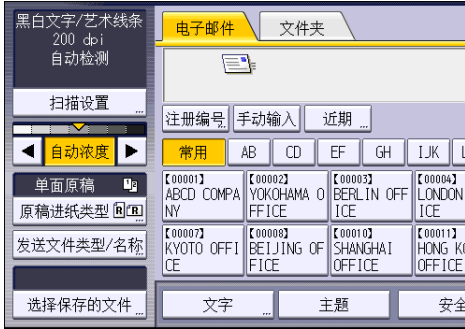 黑白文字/艺术线条
200 dpi
自动检测
扫描设置
自动浓度
单面原稿
原稿进纸类型
发送文件类型/名称
选择保存的文件
电子邮件 文件夹
注册编号 手动输入 近期
常用 AB CD EF GH IJK L
【00001】 【00002】 【00003】 【00004】
ABCD COMPA YOKOHAMA O BERLIN OFF LONDON
NY FFICE ICE ICE
【00007】 【00008】 【00010】 【00011】
KYOTO OFFI BEIJING OF SHANGHAI HONG K
CE FICE OFFICE OFFICE
文字 主题 安全